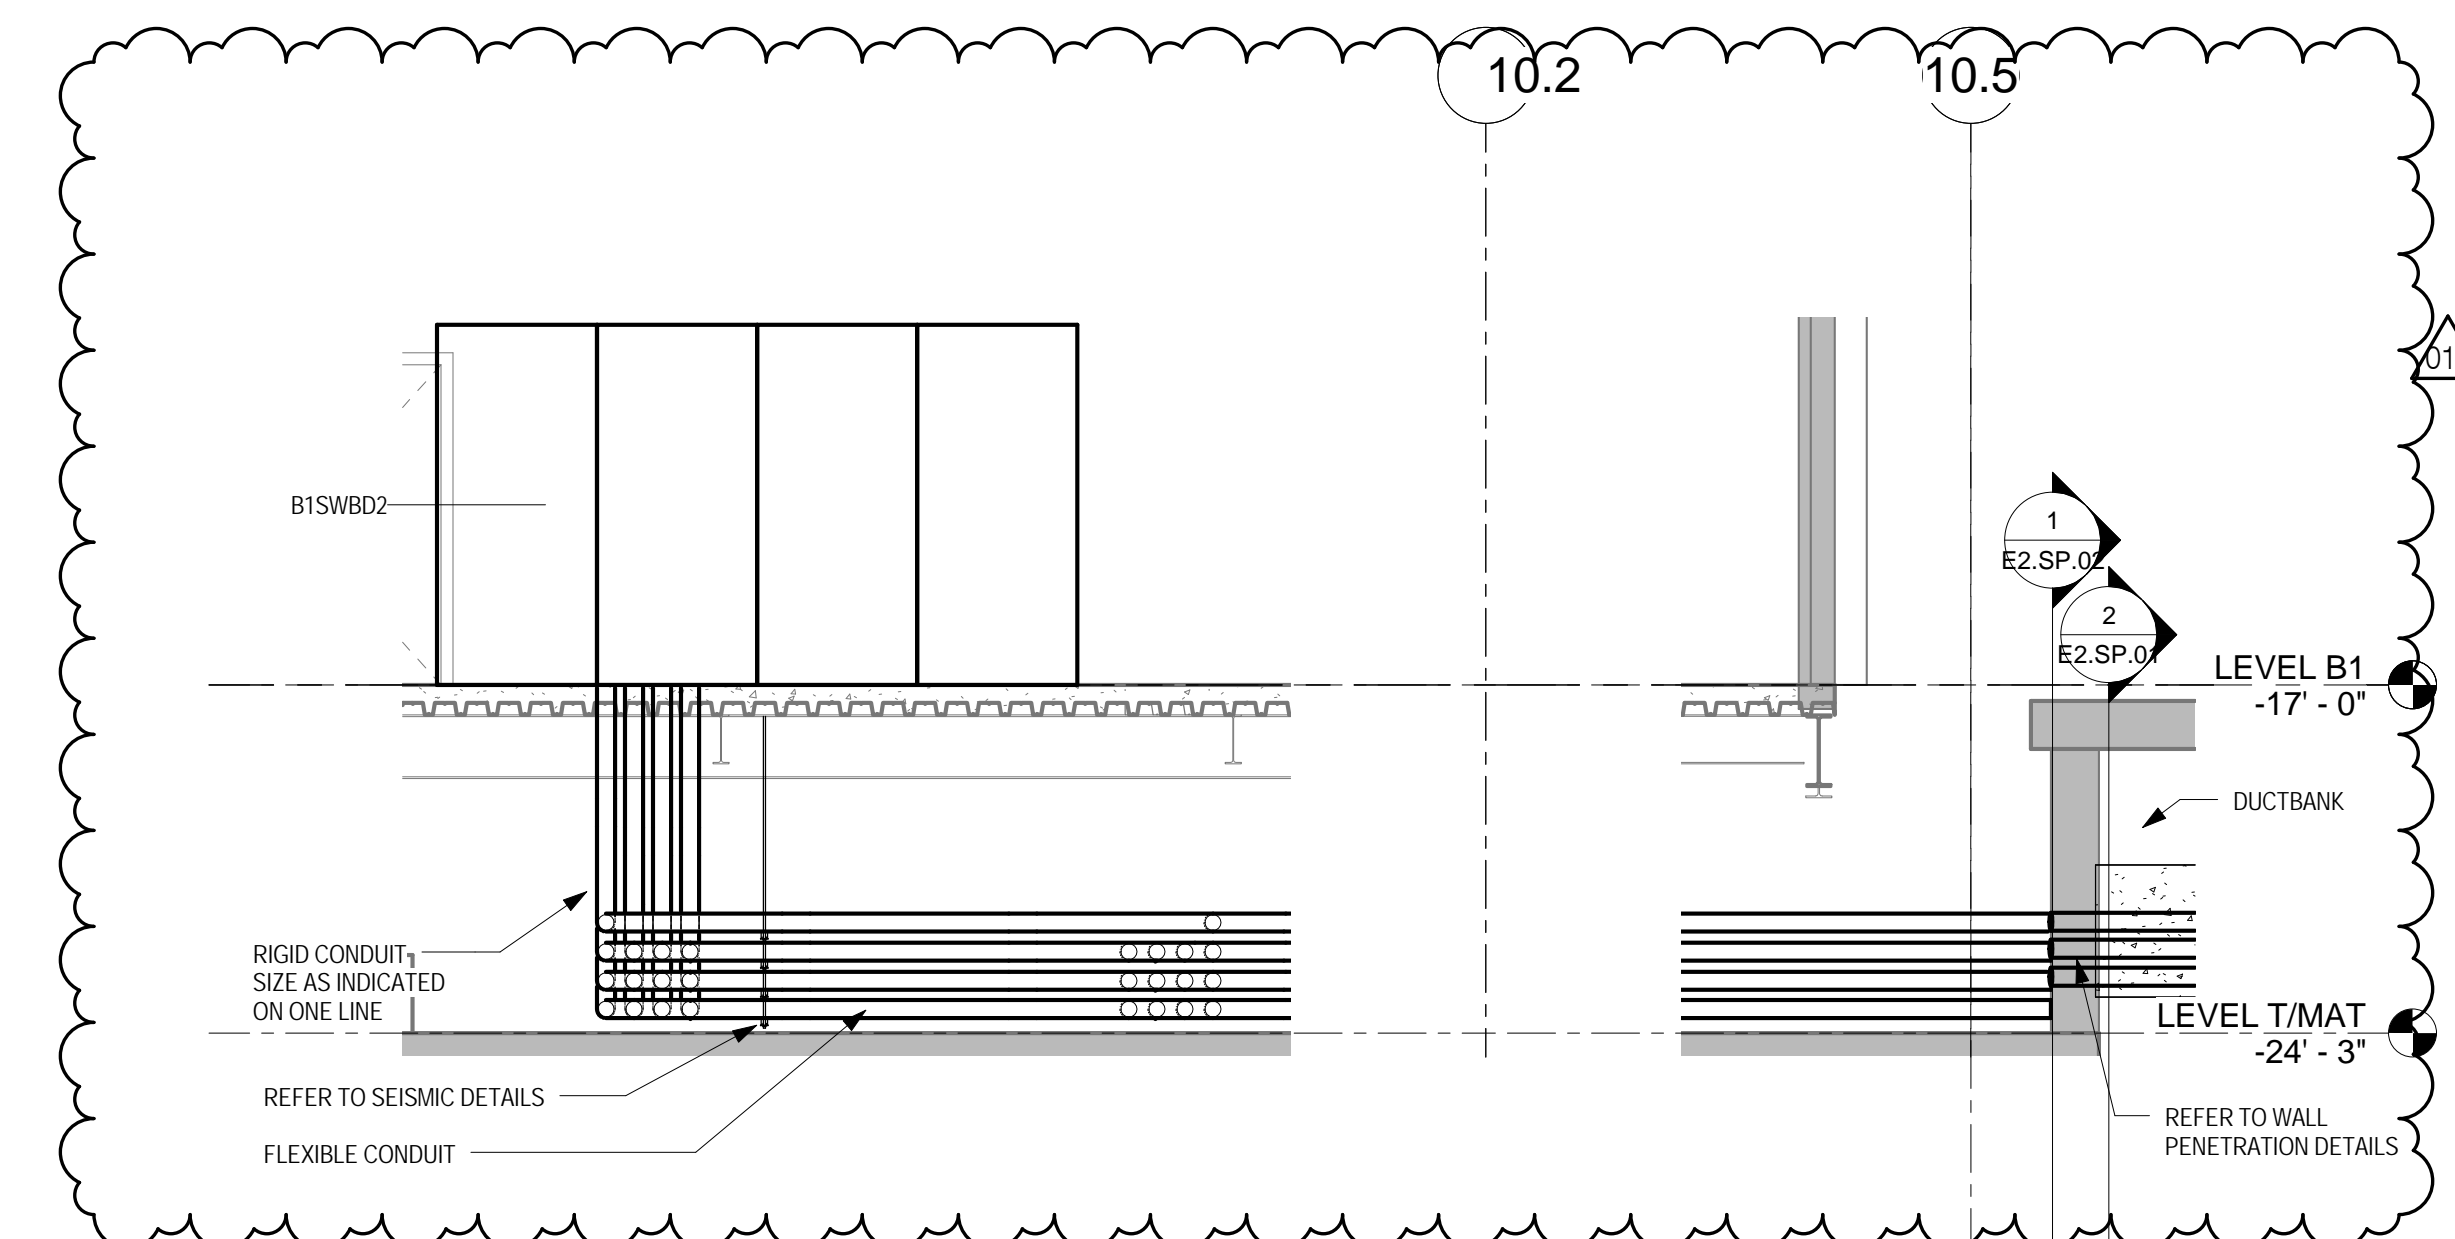 10.2
10.5
01
B1SWBD2
1
E2.SP.02
2
E2.SP.01
LEVEL B1
-17' - 0"
DUCTBANK
RIGID CONDUIT
SIZE AS INDICATED
ON ONE LINE
LEVEL T/MAT
-24' - 3"
REFER TO SEISMIC DETAILS
FLEXIBLE CONDUIT
REFER TO WALL
PENETRATION DETAILS